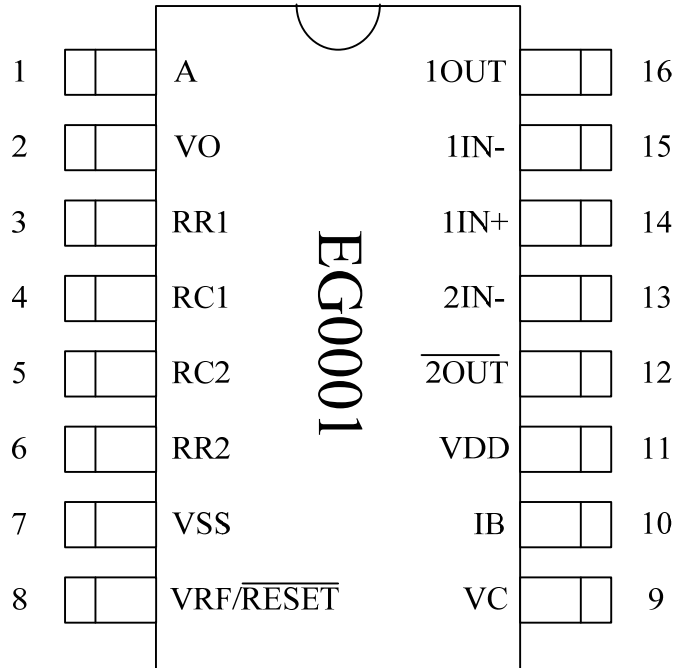 1 A 1OUT 16
2 VO 1IN- 15
3 RR1 1IN+ 14
4 RC1 2IN- 13
5 RC2 2OUT 12
6 RR2 VDD 11
7 VSS IB 10
8 VRF/RESET VC 9
EG0001